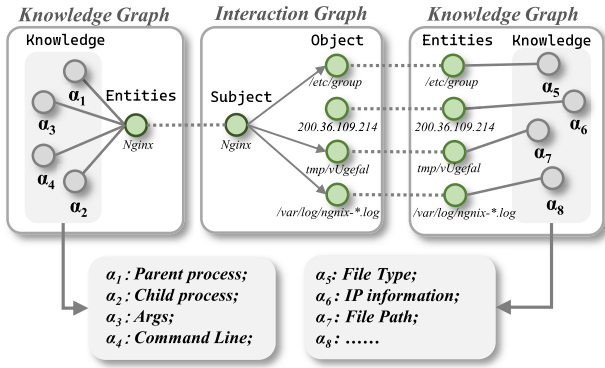 Knowledge Graph
Interaction Graph
Knowledge Graph
Knowledge
Object
Entities
Knowledge
α1
Entities
Subject
/etc/group
/etc/group
α5
α3
200.36.109.214
200.36.109.214
α6
Nginx
Nginx
α4
tmp/vUgefal
tmp/vUgefal
α7
α2
/var/log/ngnix-*.log
/var/log/ngnix-*.log
α8
α1: Parent process;
α2: Child process;
α3: Args;
α4: Command Line;
α5: File Type;
α6: IP information;
α7: File Path;
α8: ......